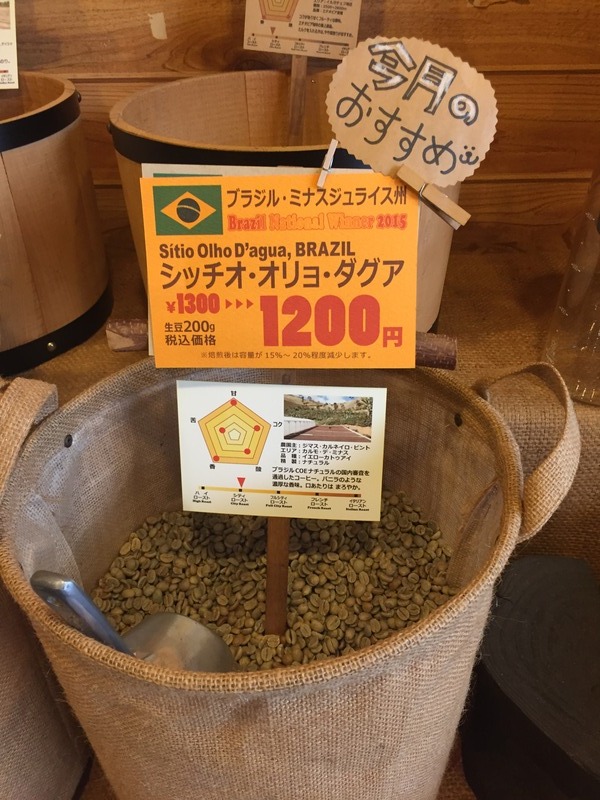 今月の
おすすめ
ブラジル・ミナスジュライス州
Brazil National Winner 2015
Sítio Olho D'agua, BRAZIL
シッチオ・オリョ・ダグア
¥1300 ▶▶▶ 1200円
生豆200g
税込価格
※焙煎後は容量が15%〜20%程度減少します。
甘
苦 コク
香 酸
農園主:ジマス・カルネイロ・ピント
エリア:カルモ・デ・ミナス
品種:イエローカトゥアイ
精製:ナチュラル
ブラジルCOEナチュラルの国内審査を
通過したコーヒー。バニラのような
濃厚な香味。口あたりは まろやか。
ハイ シティ フルシティ フレンチ イタリアン
ロースト ロースト ロースト ロースト ロースト
High Roast City Roast Full City Roast French Roast Italian Roast